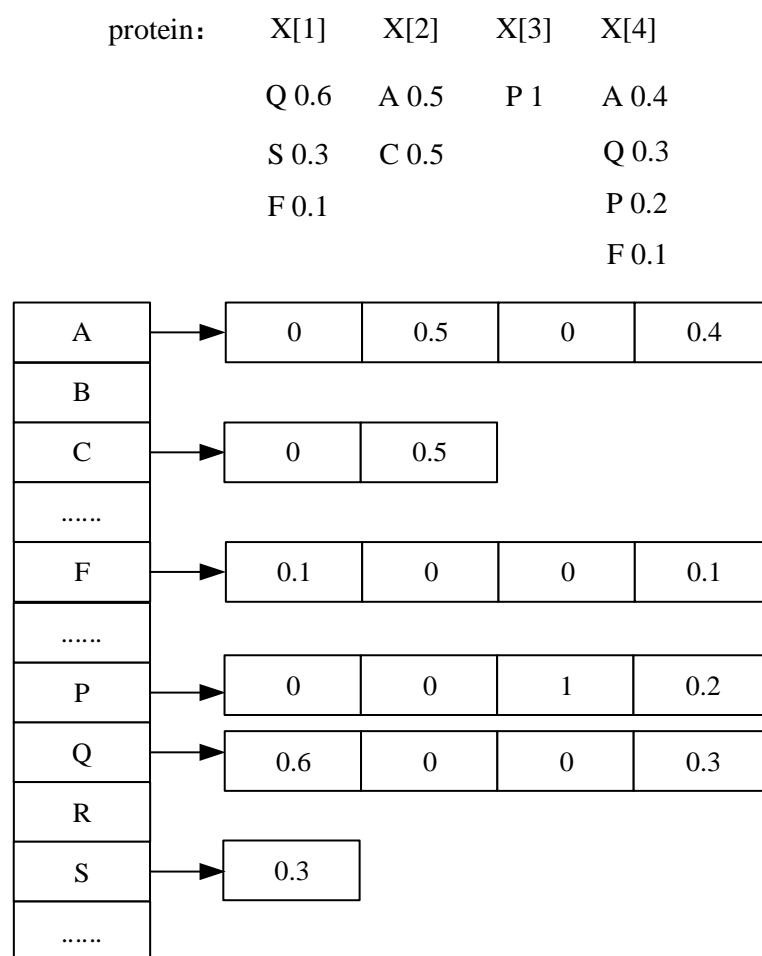 protein： X[1] X[2] X[3] X[4]
Q 0.6 A 0.5 P 1 A 0.4
S 0.3 C 0.5 Q 0.3
F 0.1 P 0.2
F 0.1
A 0 0.5 0 0.4
B
C 0 0.5
......
F 0.1 0 0 0.1
......
P 0 0 1 0.2
Q 0.6 0 0 0.3
R
S 0.3
......